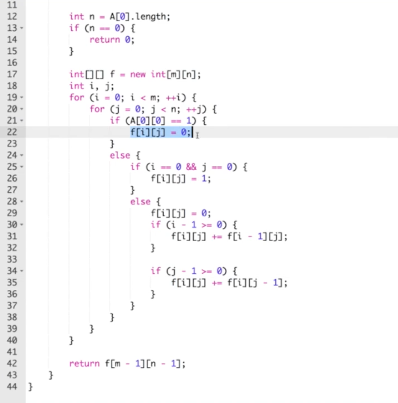 11
12 int n = A[0].length;
13 if (n == 0) {
14 return 0;
15 }
16
17 int[][] f = new int[m][n];
18 int i, j;
19 for (i = 0; i < m; ++i) {
20 for (j = 0; j < n; ++j) {
21 if (A[0][0] == 1) {
22 f[i][j] = 0;
23 }
24 else {
25 if (i == 0 && j == 0) {
26 f[i][j] = 1;
27 }
28 else {
29 f[i][j] = 0;
30 if (i - 1 >= 0) {
31 f[i][j] += f[i - 1][j];
32 }
33
34 if (j - 1 >= 0) {
35 f[i][j] += f[i][j - 1];
36 }
37 }
38 }
39 }
40 }
41
42 return f[m - 1][n - 1];
43 }
44 }